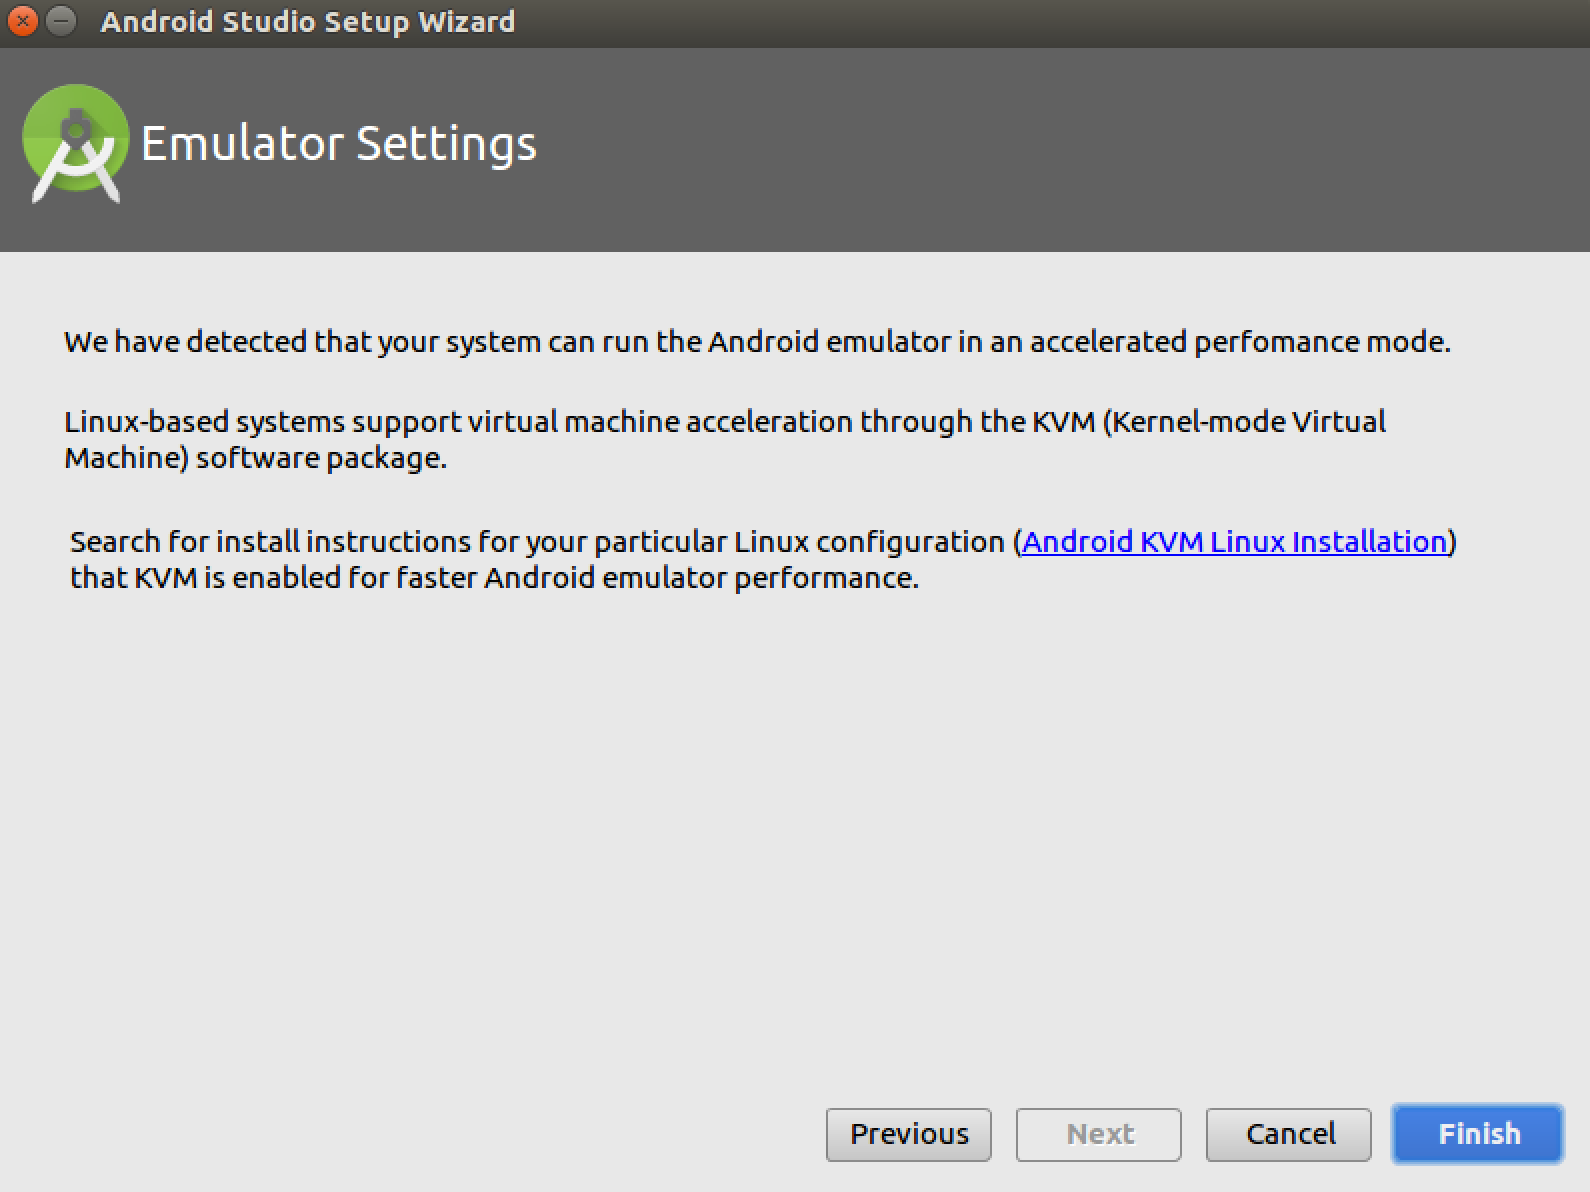 Android Studio Setup Wizard
Emulator Settings
We have detected that your system can run the Android emulator in an accelerated perfomance mode.
Linux-based systems support virtual machine acceleration through the KVM (Kernel-mode Virtual
Machine) software package.
Search for install instructions for your particular Linux configuration (Android KVM Linux Installation)
that KVM is enabled for faster Android emulator performance.
Previous Next Cancel Finish